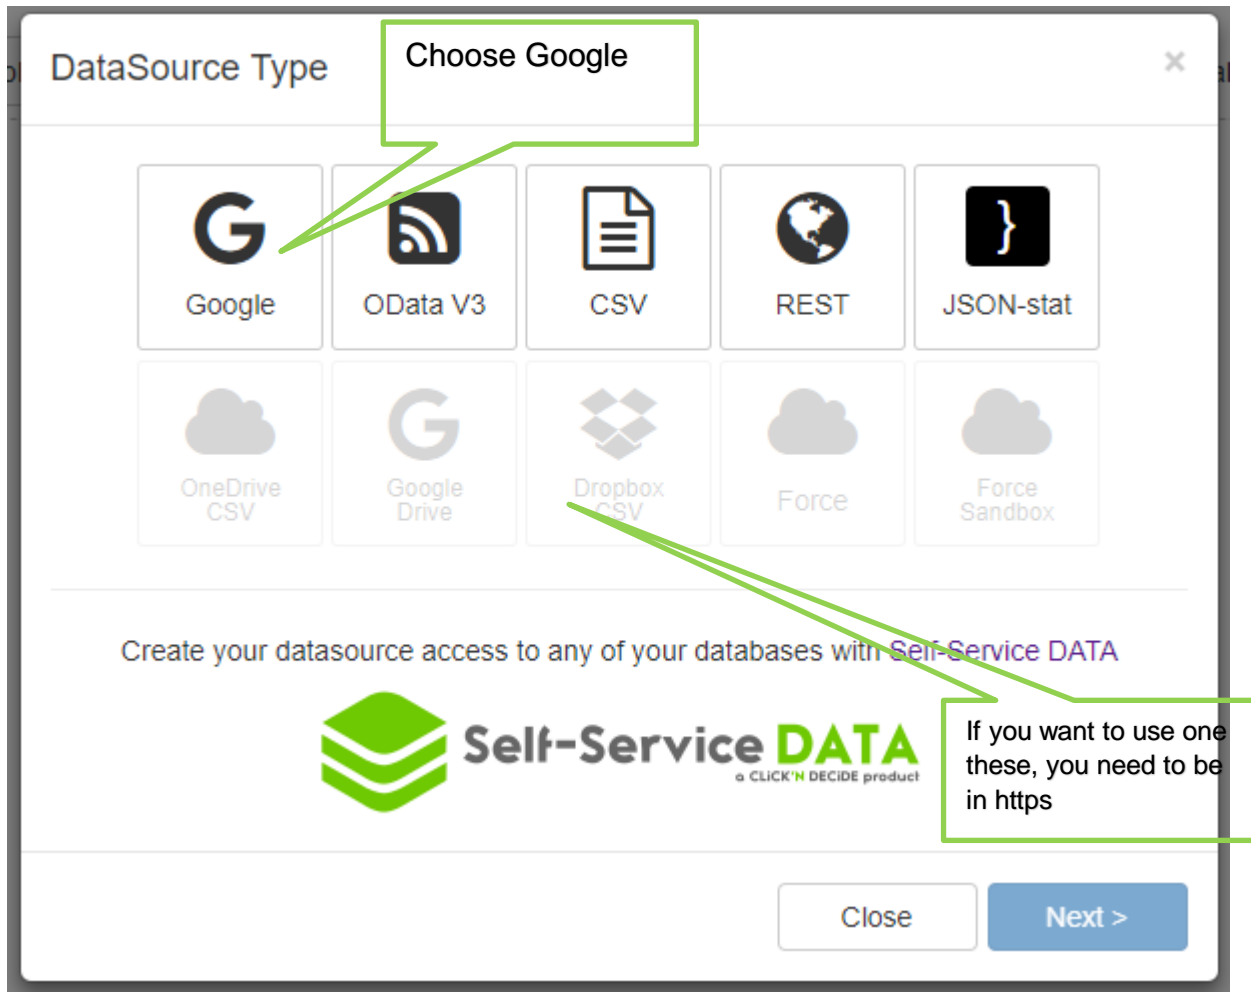 DataSource Type
Choose Google
×
Google
OData V3
CSV
REST
JSON-stat
OneDrive
CSV
Google
Drive
Dropbox
CSV
Force
Force
Sandbox
Create your datasource access to any of your databases with Self-Service DATA
Self-Service DATA
a CLICK'N DECiDE product
If you want to use one
these, you need to be
in https
Close
Next >